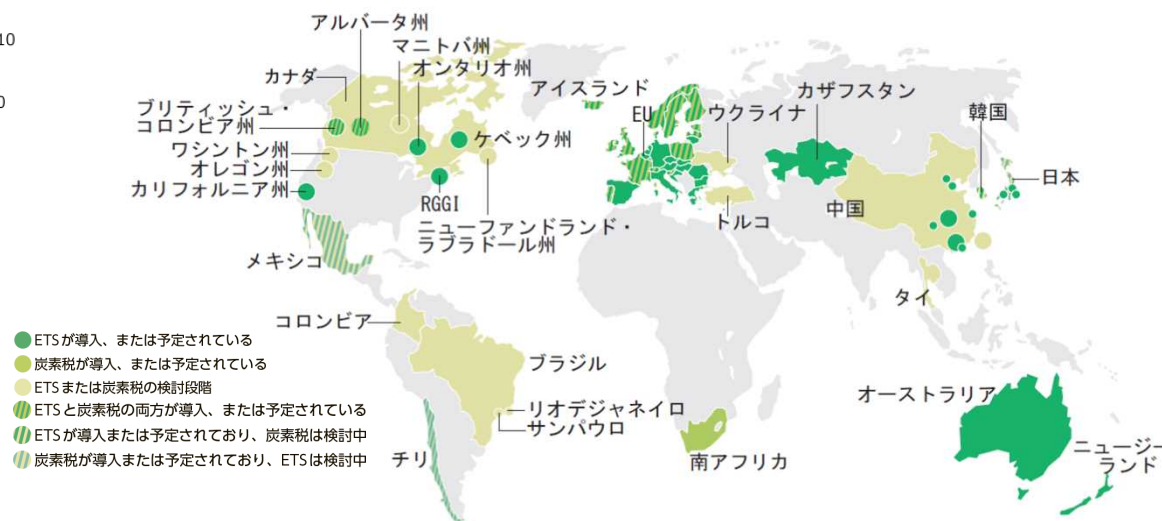 10
0
アルバータ州
マニトバ州
オンタリオ州
カナダ
ブリティッシュ・
コロンビア州
ワシントン州
オレゴン州
カリフォルニア州
ケベック州
RGGI
ニューファンドランド・
ラブラドール州
メキシコ
アイスランド
EU
ウクライナ
カザフスタン
韓国
日本
中国
トルコ
タイ
コロンビア
ブラジル
リオデジャネイロ
サンパウロ
チリ
南アフリカ
オーストラリア
ニュージー
ランド
ETSが導入、または予定されている
炭素税が導入、または予定されている
ETSまたは炭素税の検討段階
ETSと炭素税の両方が導入、または予定されている
ETSが導入または予定されており、炭素税は検討中
炭素税が導入または予定されており、ETSは検討中